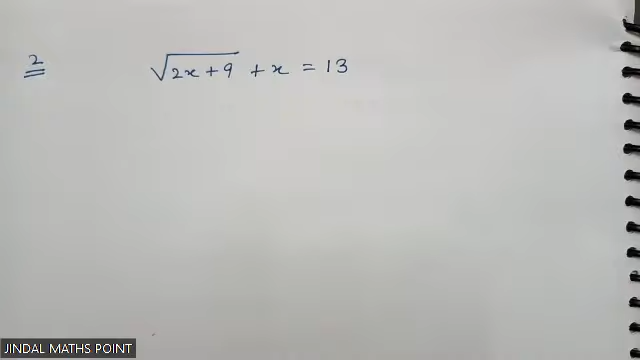 2
√(2x+9) + x = 13
JINDAL MATHS POINT